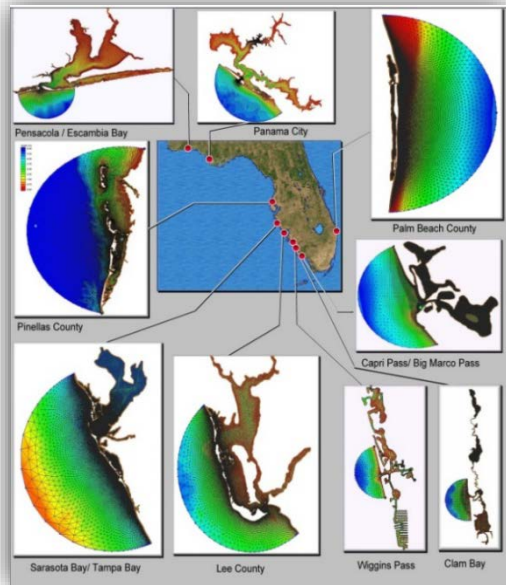 Pensacola / Escambia Bay
Panama City
Palm Beach County
Pinellas County
Capri Pass/ Big Marco Pass
Sarasota Bay/ Tampa Bay
Lee County
Wiggins Pass
Clam Bay